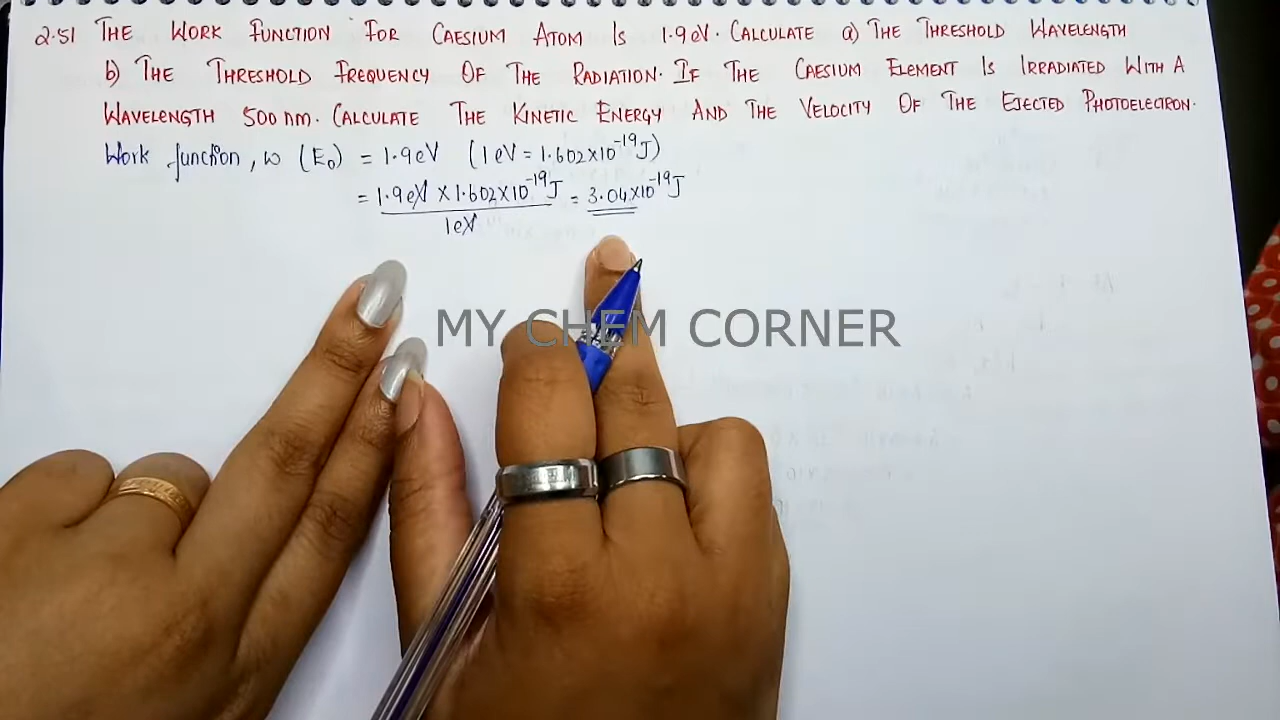 2.51 THE WORK FUNCTION FOR CAESIUM ATOM IS 1.9eV. CALCULATE a) THE THRESHOLD WAVELENGTH
b) THE THRESHOLD FREQUENCY OF THE RADIATION. IF THE CAESIUM ELEMENT IS IRRADIATED WITH A
WAVELENGTH 500 nm. CALCULATE THE KINETIC ENERGY AND THE VELOCITY OF THE EJECTED PHOTOELECTRON.
Work function, ω (E₀) = 1.9eV (1eV = 1.602×10⁻¹⁹J)
= 1.9eV × 1.602×10⁻¹⁹J = 3.04×10⁻¹⁹J
1eV
MY CHEM CORNER